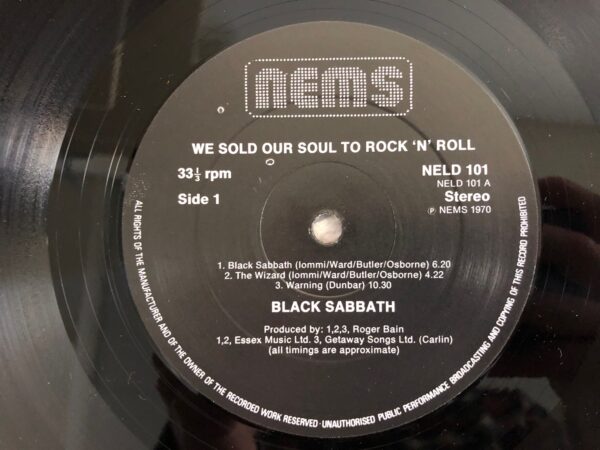 nems
WE SOLD OUR SOUL TO ROCK 'N' ROLL
33⅓ rpm
NELD 101
NELD 101 A
Side 1
Stereo
℗ NEMS 1970
1. Black Sabbath (Iommi/Ward/Butler/Osborne) 6.20
2. The Wizard (Iommi/Ward/Butler/Osborne) 4.22
3. Warning (Dunbar) 10.30
BLACK SABBATH
Produced by: 1,2,3, Roger Bain
1,2, Essex Music Ltd. 3, Getaway Songs Ltd. (Carlin)
(all timings are approximate)
ALL RIGHTS OF THE MANUFACTURER AND OF THE OWNER OF THE RECORDED WORK RESERVED · UNAUTHORISED PUBLIC PERFORMANCE BROADCASTING AND COPYING OF THIS RECORD PROHIBITED